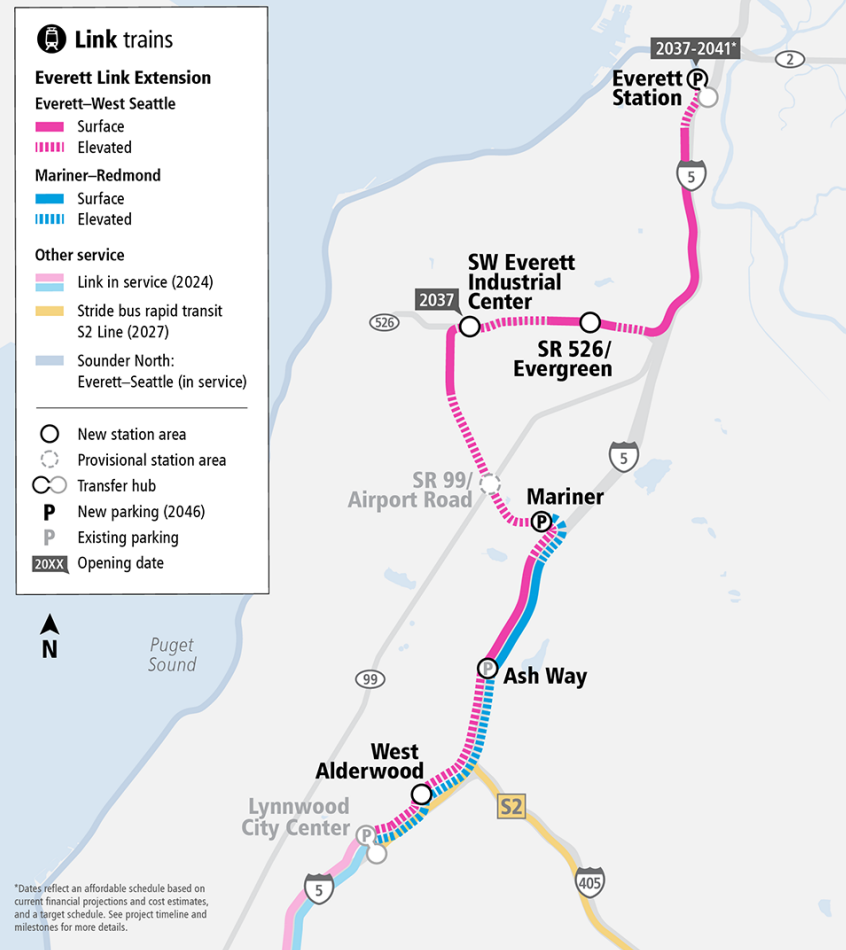 Link trains
Everett Link Extension
Everett–West Seattle
Surface
Elevated
Mariner–Redmond
Surface
Elevated
Other service
Link in service (2024)
Stride bus rapid transit
S2 Line (2027)
Sounder North:
Everett–Seattle (in service)
New station area
Provisional station area
Transfer hub
P New parking (2046)
P Existing parking
20XX Opening date
N
2037-2041*
2
Everett
Station
P
5
SW Everett
Industrial
Center
2037
526
SR 526/
Evergreen
5
SR 99/
Airport Road
Mariner
P
Puget
Sound
99
P
Ash Way
West
Alderwood
Lynnwood
City Center
P
S2
5
405
*Dates reflect an affordable schedule based on
current financial projections and cost estimates,
and a target schedule. See project timeline and
milestones for more details.